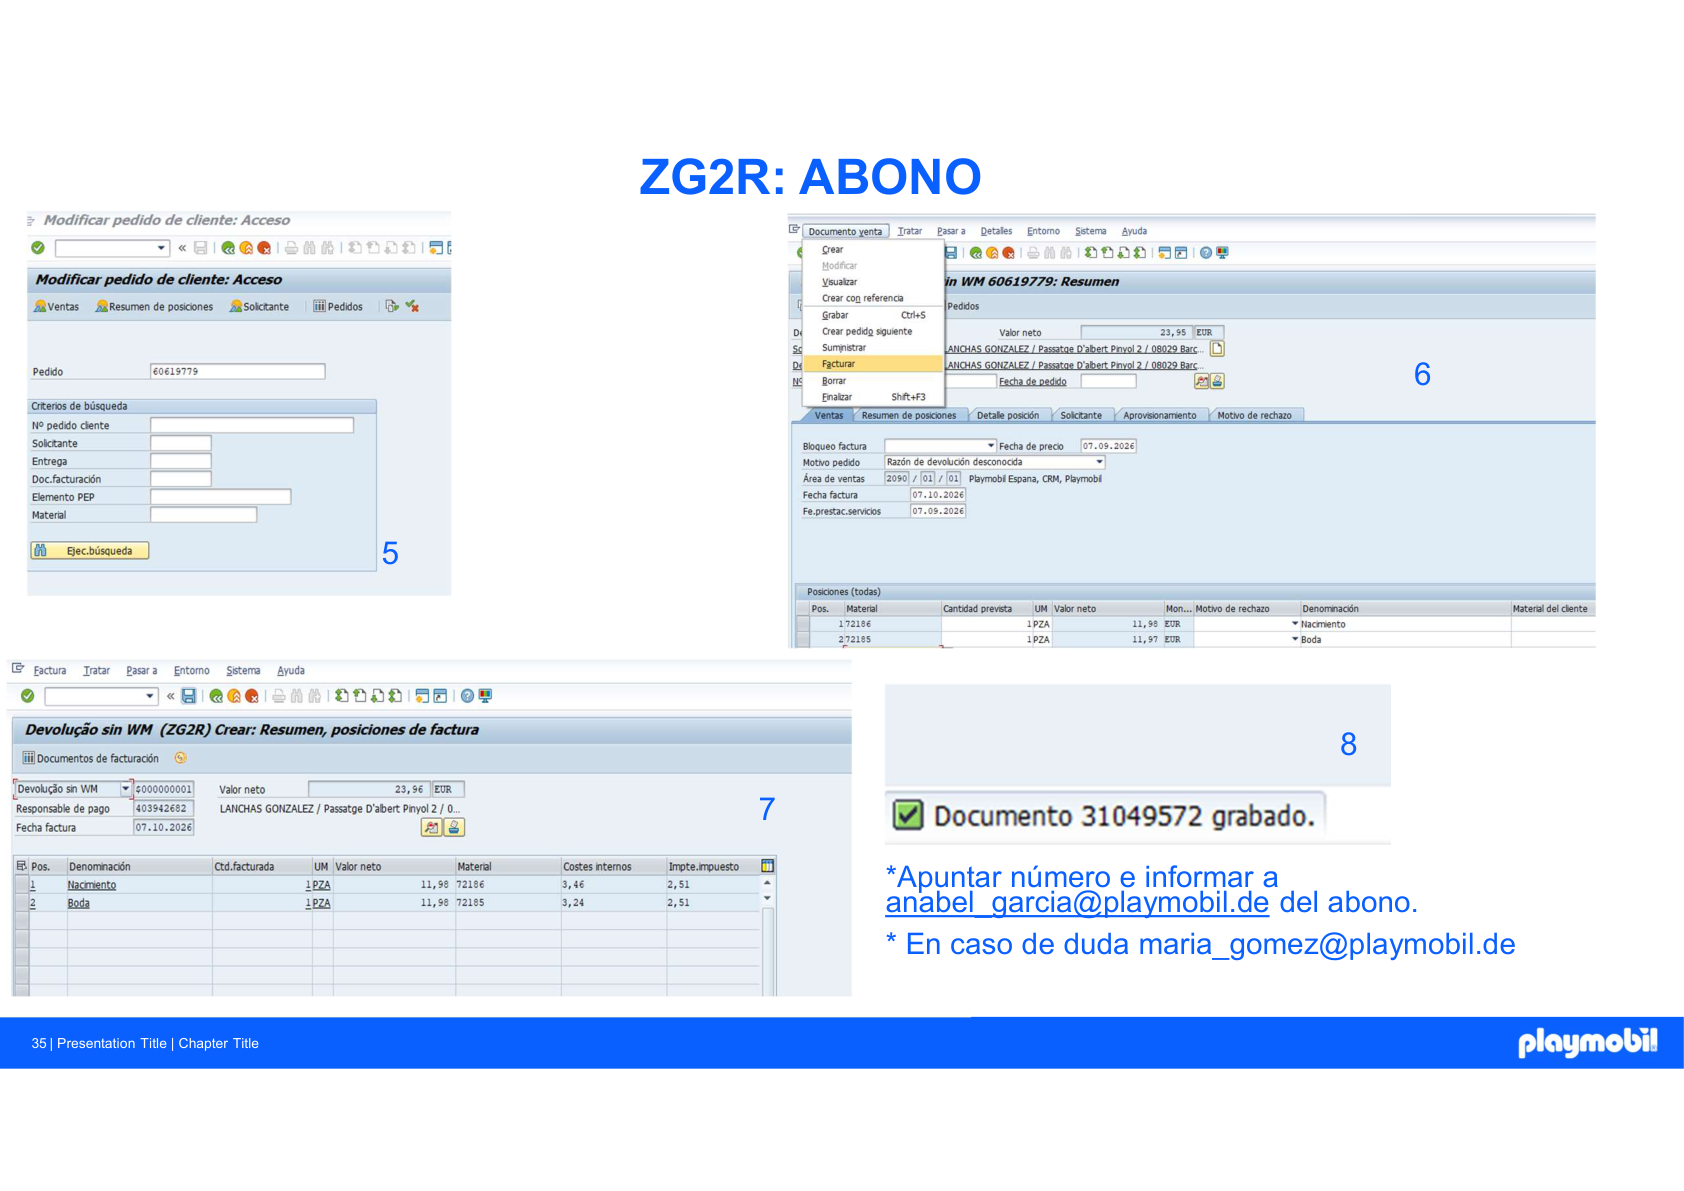 ZG2R: ABONO
Modificar pedido de cliente: Acceso
Modificar pedido de cliente: Acceso
Ventas Resumen de posiciones Solicitante Pedidos
Pedido 60619779
Criterios de búsqueda
Nº pedido cliente
Solicitante
Entrega
Doc.facturación
Elemento PEP
Material
Ejec.búsqueda
5
Documento venta Tratar Pasar a Detalles Entorno Sistema Ayuda
Crear
Modificar
Visualizar
Crear con referencia
Grabar Ctrl+S
Crear pedido siguiente
Suministrar
Facturar
Borrar
Finalizar Shift+F3
in WM 60619779: Resumen
Pedidos
De Valor neto 23,95 EUR
So LANCHAS GONZALEZ / Passatge D'albert Pinyol 2 / 08029 Barc...
De LANCHAS GONZALEZ / Passatge D'albert Pinyol 2 / 08029 Barc...
Nº Fecha de pedido
6
Ventas Resumen de posiciones Detalle posición Solicitante Aprovisionamiento Motivo de rechazo
Bloqueo factura Fecha de precio 07.09.2026
Motivo pedido Razón de devolución desconocida
Área de ventas 2090 / 01 / 01 Playmobil Espana, CRM, Playmobil
Fecha factura 07.10.2026
Fe.prestac.servicios 07.09.2026
Posiciones (todas)
Pos. Material Cantidad prevista UM Valor neto Mon... Motivo de rechazo Denominación Material del cliente
1 72186 1 PZA 11,98 EUR Nacimiento
2 72185 1 PZA 11,97 EUR Boda
Factura Tratar Pasar a Entorno Sistema Ayuda
Devolução sin WM (ZG2R) Crear: Resumen, posiciones de factura
Documentos de facturación
Devolução sin WM $000000001 Valor neto 23,96 EUR
Responsable de pago 403942682 LANCHAS GONZALEZ / Passatge D'albert Pinyol 2 / 0...
Fecha factura 07.10.2026
7
Pos. Denominación Ctd.facturada UM Valor neto Material Costes internos Impte.impuesto
1 Nacimiento 1 PZA 11,98 72186 3,46 2,51
2 Boda 1 PZA 11,98 72185 3,24 2,51
8
Documento 31049572 grabado.
*Apuntar número e informar a
anabel_garcia@playmobil.de del abono.
* En caso de duda maria_gomez@playmobil.de
35 | Presentation Title | Chapter Title
playmobil